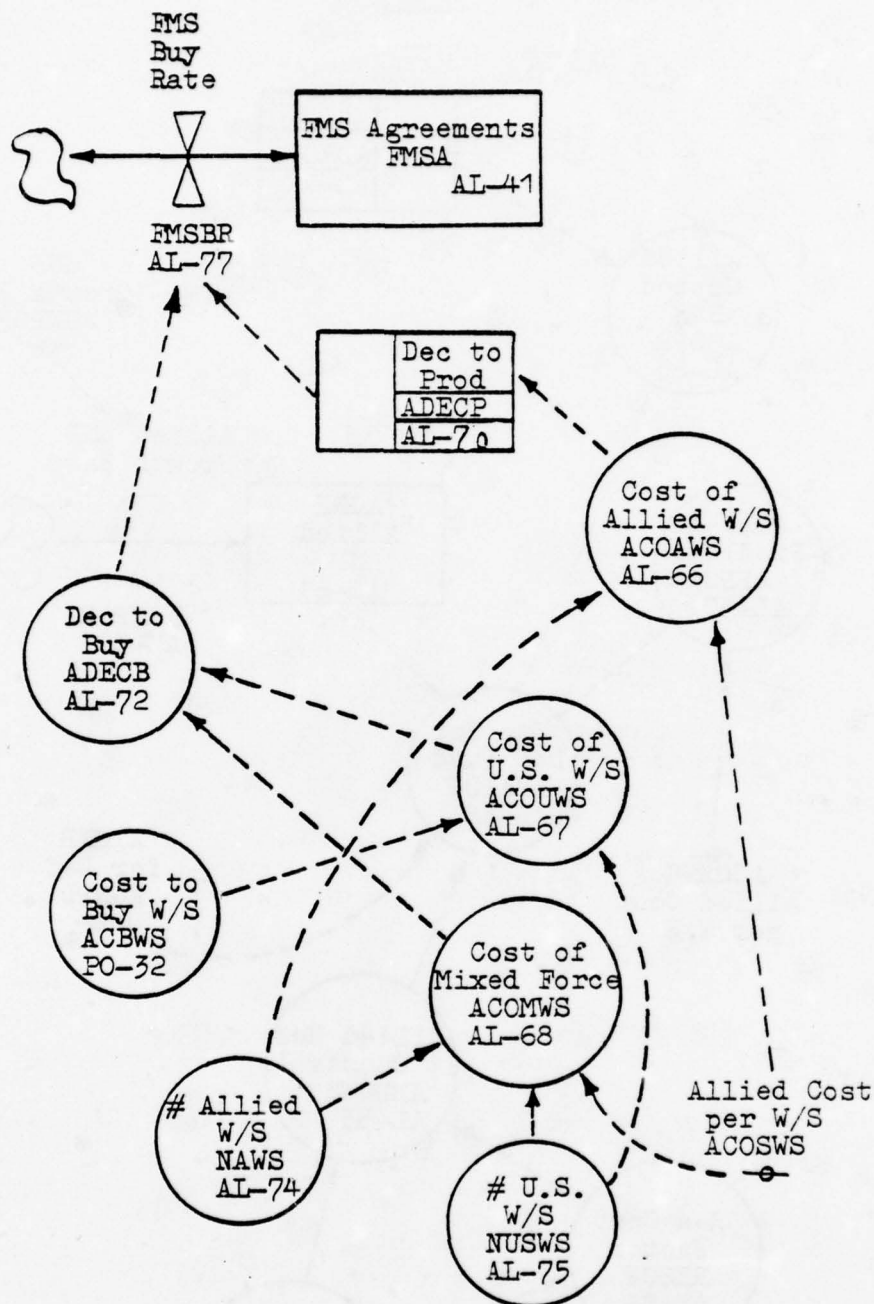 FMS
Buy
Rate
FMS Agreements
FMSA
AL-41
FMSBR
AL-77
Dec to
Prod
ADECP
AL-70
Cost of
Allied W/S
ACOAWS
AL-66
Dec to
Buy
ADECB
AL-72
Cost of
U.S. W/S
ACOUWS
AL-67
Cost to
Buy W/S
ACBWS
PO-32
Cost of
Mixed Force
ACOMWS
AL-68
# Allied
W/S
NAWS
AL-74
# U.S.
W/S
NUSWS
AL-75
Allied Cost
per W/S
ACOSWS